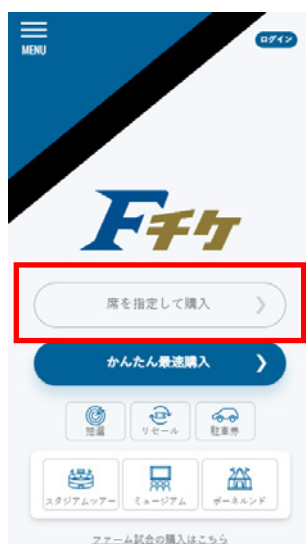 MENU
ログイン
Fチケ
席を指定して購入
かんたん最速購入
抽選
リセール
駐車券
スタジアムツアー
ミュージアム
ボーネルンド
ファーム試合の購入はこちら